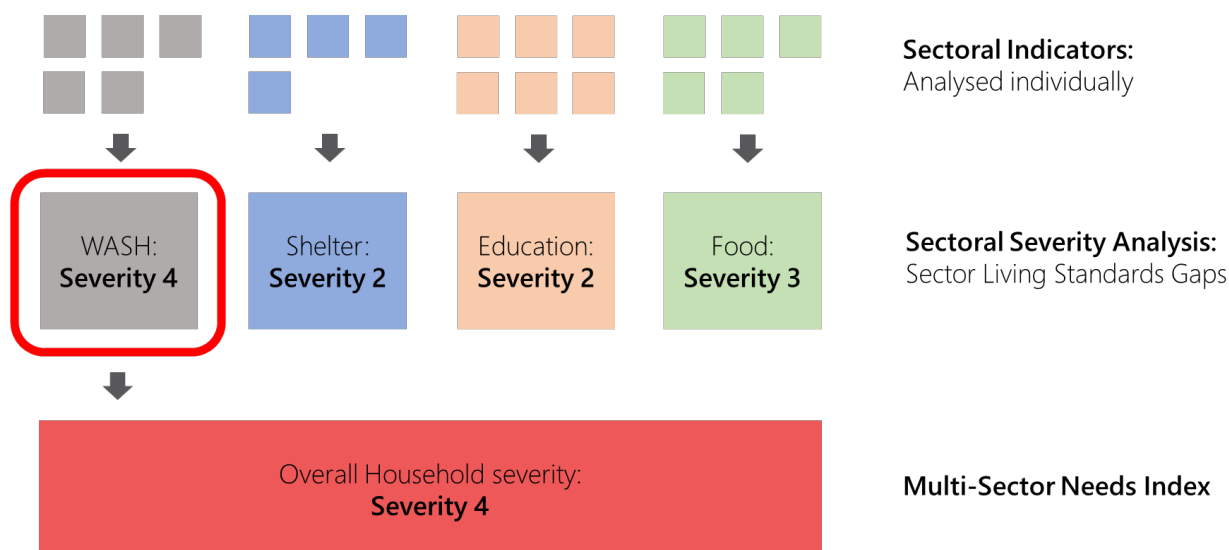 Sectoral Indicators:
Analysed individually
WASH:
Severity 4
Shelter:
Severity 2
Education:
Severity 2
Food:
Severity 3
Sectoral Severity Analysis:
Sector Living Standards Gaps
Overall Household severity:
Severity 4
Multi-Sector Needs Index